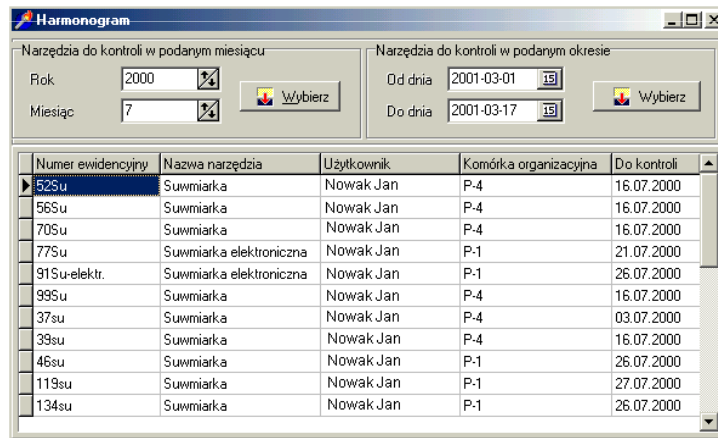 Harmonogram
Narzędzia do kontroli w podanym miesiącu
Rok 2000
Miesiąc 7
Wybierz
Narzędzia do kontroli w podanym okresie
Od dnia 2001-03-01 15
Do dnia 2001-03-17 15
Wybierz
Numer ewidencyjny Nazwa narzędzia Użytkownik Komórka organizacyjna Do kontroli
52Su Suwmiarka Nowak Jan P-4 16.07.2000
56Su Suwmiarka Nowak Jan P-4 16.07.2000
70Su Suwmiarka Nowak Jan P-4 16.07.2000
77Su Suwmiarka elektroniczna Nowak Jan P-1 21.07.2000
91Su-elektr. Suwmiarka elektroniczna Nowak Jan P-1 26.07.2000
99Su Suwmiarka Nowak Jan P-4 16.07.2000
37su Suwmiarka Nowak Jan P-4 03.07.2000
39su Suwmiarka Nowak Jan P-4 16.07.2000
46su Suwmiarka Nowak Jan P-1 26.07.2000
119su Suwmiarka Nowak Jan P-1 27.07.2000
134su Suwmiarka Nowak Jan P-1 26.07.2000